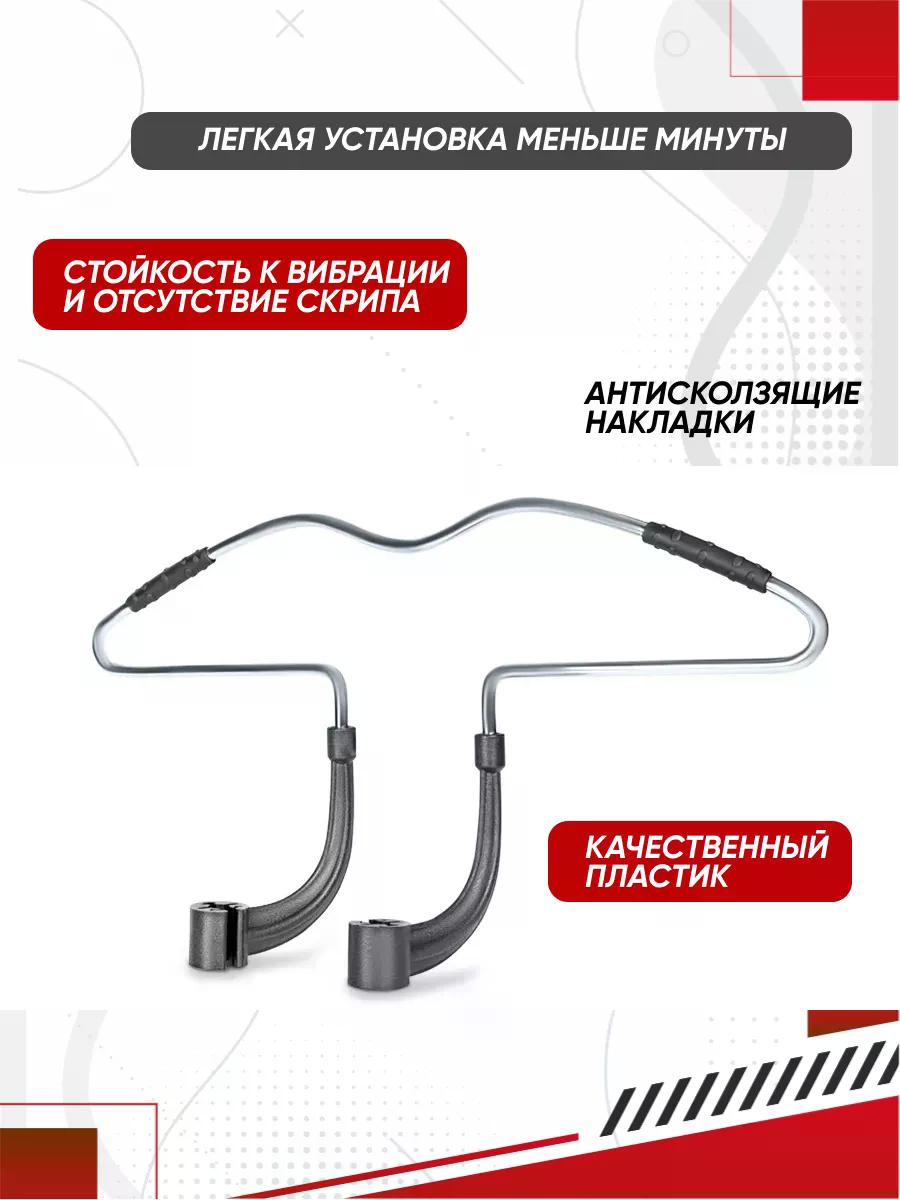 ЛЕГКАЯ УСТАНОВКА МЕНЬШЕ МИНУТЫ
СТОЙКОСТЬ К ВИБРАЦИИ
И ОТСУТСТВИЕ СКРИПА
АНТИСКОЛЗЯЩИЕ
НАКЛАДКИ
КАЧЕСТВЕННЫЙ
ПЛАСТИК